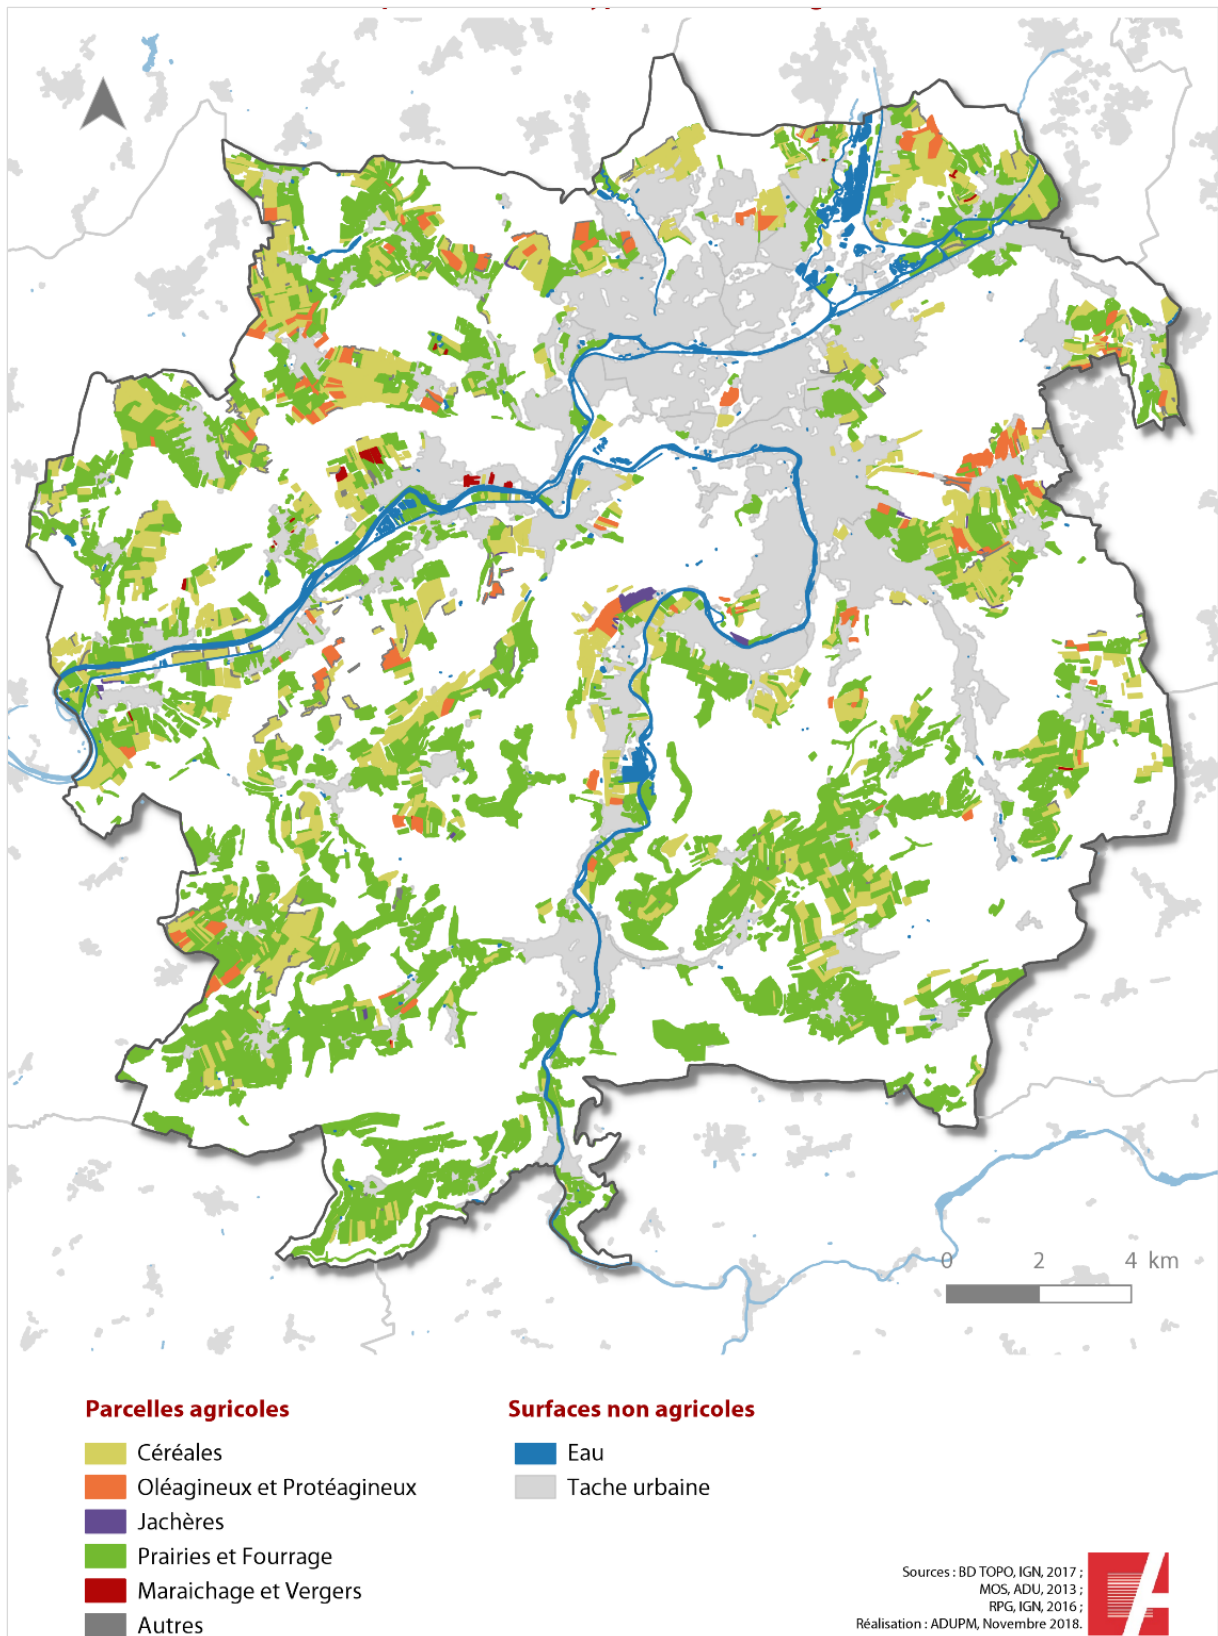 0 2 4 km
Parcelles agricoles
Céréales
Oléagineux et Protéagineux
Jachères
Prairies et Fourrage
Maraichage et Vergers
Autres
Surfaces non agricoles
Eau
Tache urbaine
Sources : BD TOPO, IGN, 2017 ;
MOS, ADU, 2013 ;
RPG, IGN, 2016 ;
Réalisation : ADUPM, Novembre 2018.